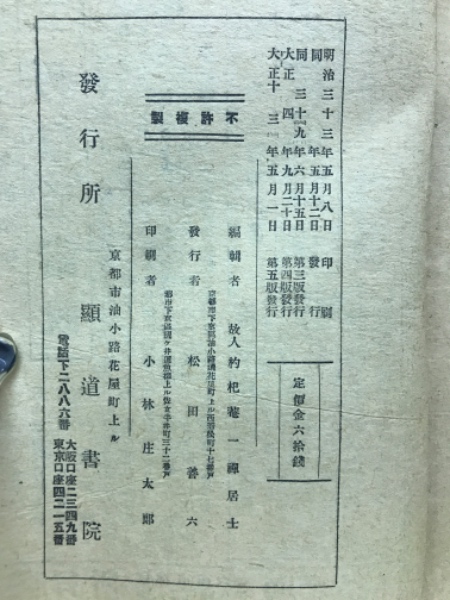 明治三十三年五月八日 印刷
同 年五月十二日 發行
同 三十九年六月十五日 第三版發行
大正 四年九月二十日 第四版發行
大正十三年五月一日 第五版發行
定價金六拾錢
不許複製
編輯者 故人杓杞菴一禪居士
發行者 松田善六
印刷者 小林庄太郎
發行所 顯道書院
京都市油小路花屋町上ル
電話下二八八六番
大阪口座二三四九番
東京口座四二一五番